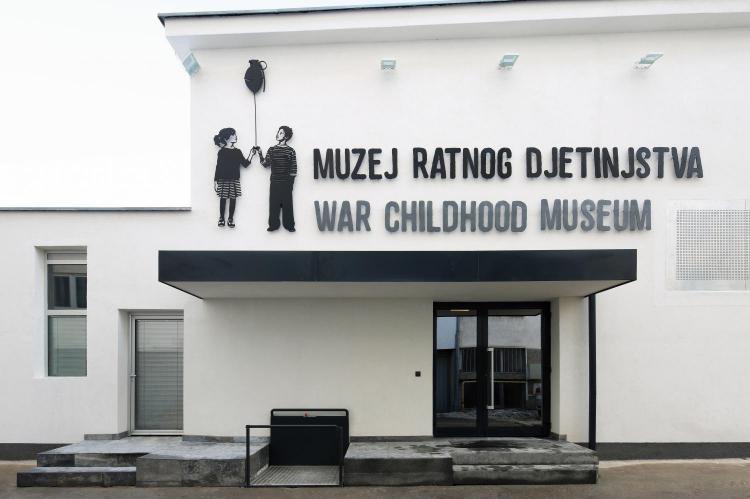 MUZEJ RATNOG DJETINJSTVA
WAR CHILDHOOD MUSEUM